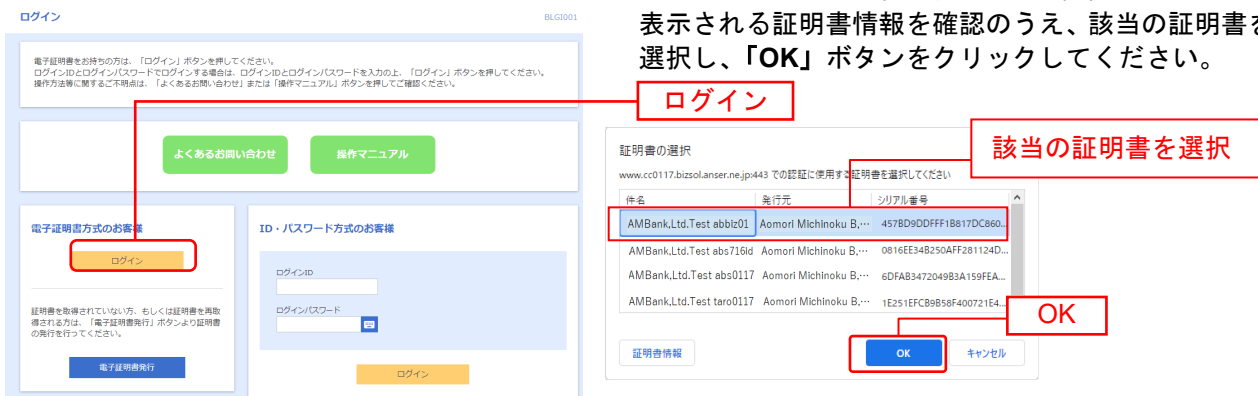 ログイン
BLGI001
電子証明書をお持ちの方は、「ログイン」ボタンを押してください。
ログインIDとログインパスワードでログインする場合は、ログインIDとログインパスワードを入力の上、「ログイン」ボタンを押してください。
操作方法等に関するご不明点は、「よくあるお問い合わせ」または「操作マニュアル」ボタンを押してご確認ください。
よくあるお問い合わせ
操作マニュアル
電子証明書方式のお客様
ログイン
証明書を取得されていない方、もしくは証明書を再取
得される方は、「電子証明書発行」ボタンより証明書
の発行を行ってください。
電子証明書発行
ID・パスワード方式のお客様
ログインID
ログインパスワード
ログイン
表示される証明書情報を確認のうえ、該当の証明書を
選択し、「OK」ボタンをクリックしてください。
ログイン
該当の証明書を選択
証明書の選択
www.cc0117.bizsol.anser.ne.jp:443 での認証に使用する証明書を選択してください
件名 発行元 シリアル番号
AMBank,Ltd.Test abbiz01 Aomori Michinoku B,… 457BD9DDFFF1B817DC860...
AMBank,Ltd.Test abs716id Aomori Michinoku B,… 0816EE34B250AFF281124D...
AMBank,Ltd.Test abs0117 Aomori Michinoku B,… 6DFAB3472049B3A159FEA...
AMBank,Ltd.Test taro0117 Aomori Michinoku B,… 1E251EFCB9B58F400721E4...
OK
証明書情報
OK
キャンセル